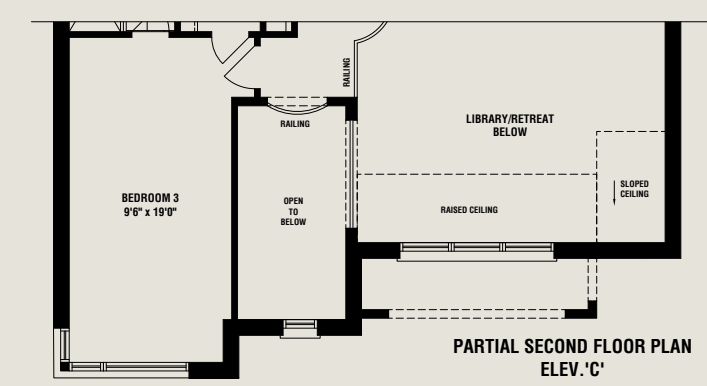 RAILING
LIBRARY/RETREAT
BELOW
RAILING
SLOPED
CEILING
BEDROOM 3
9'6" x 19'0"
OPEN
TO
BELOW
RAISED CEILING
PARTIAL SECOND FLOOR PLAN
ELEV.'C'